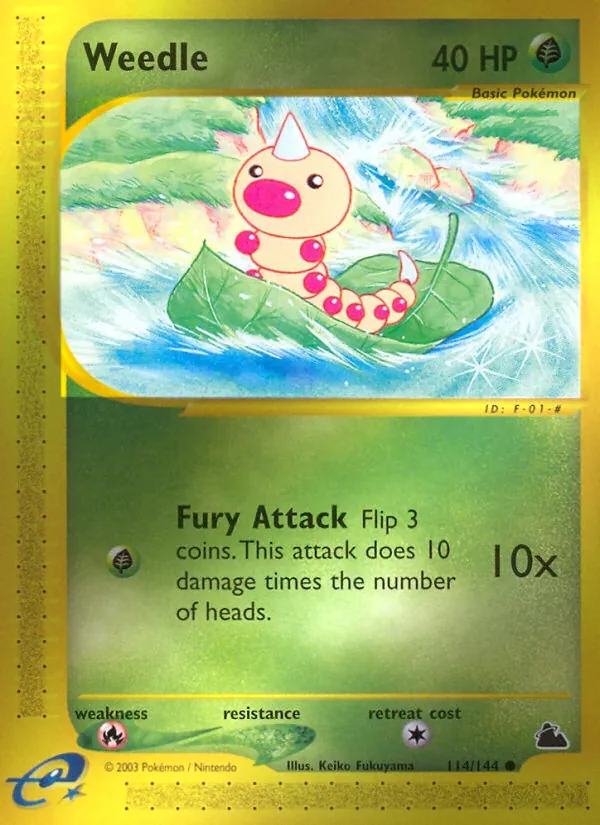 Weedle 40 HP
Basic Pokémon
ID: F-01-#
Fury Attack Flip 3
coins. This attack does 10
damage times the number
of heads.
10x
weakness resistance retreat cost
© 2003 Pokémon / Nintendo Illus. Keiko Fukuyama 114/144
e